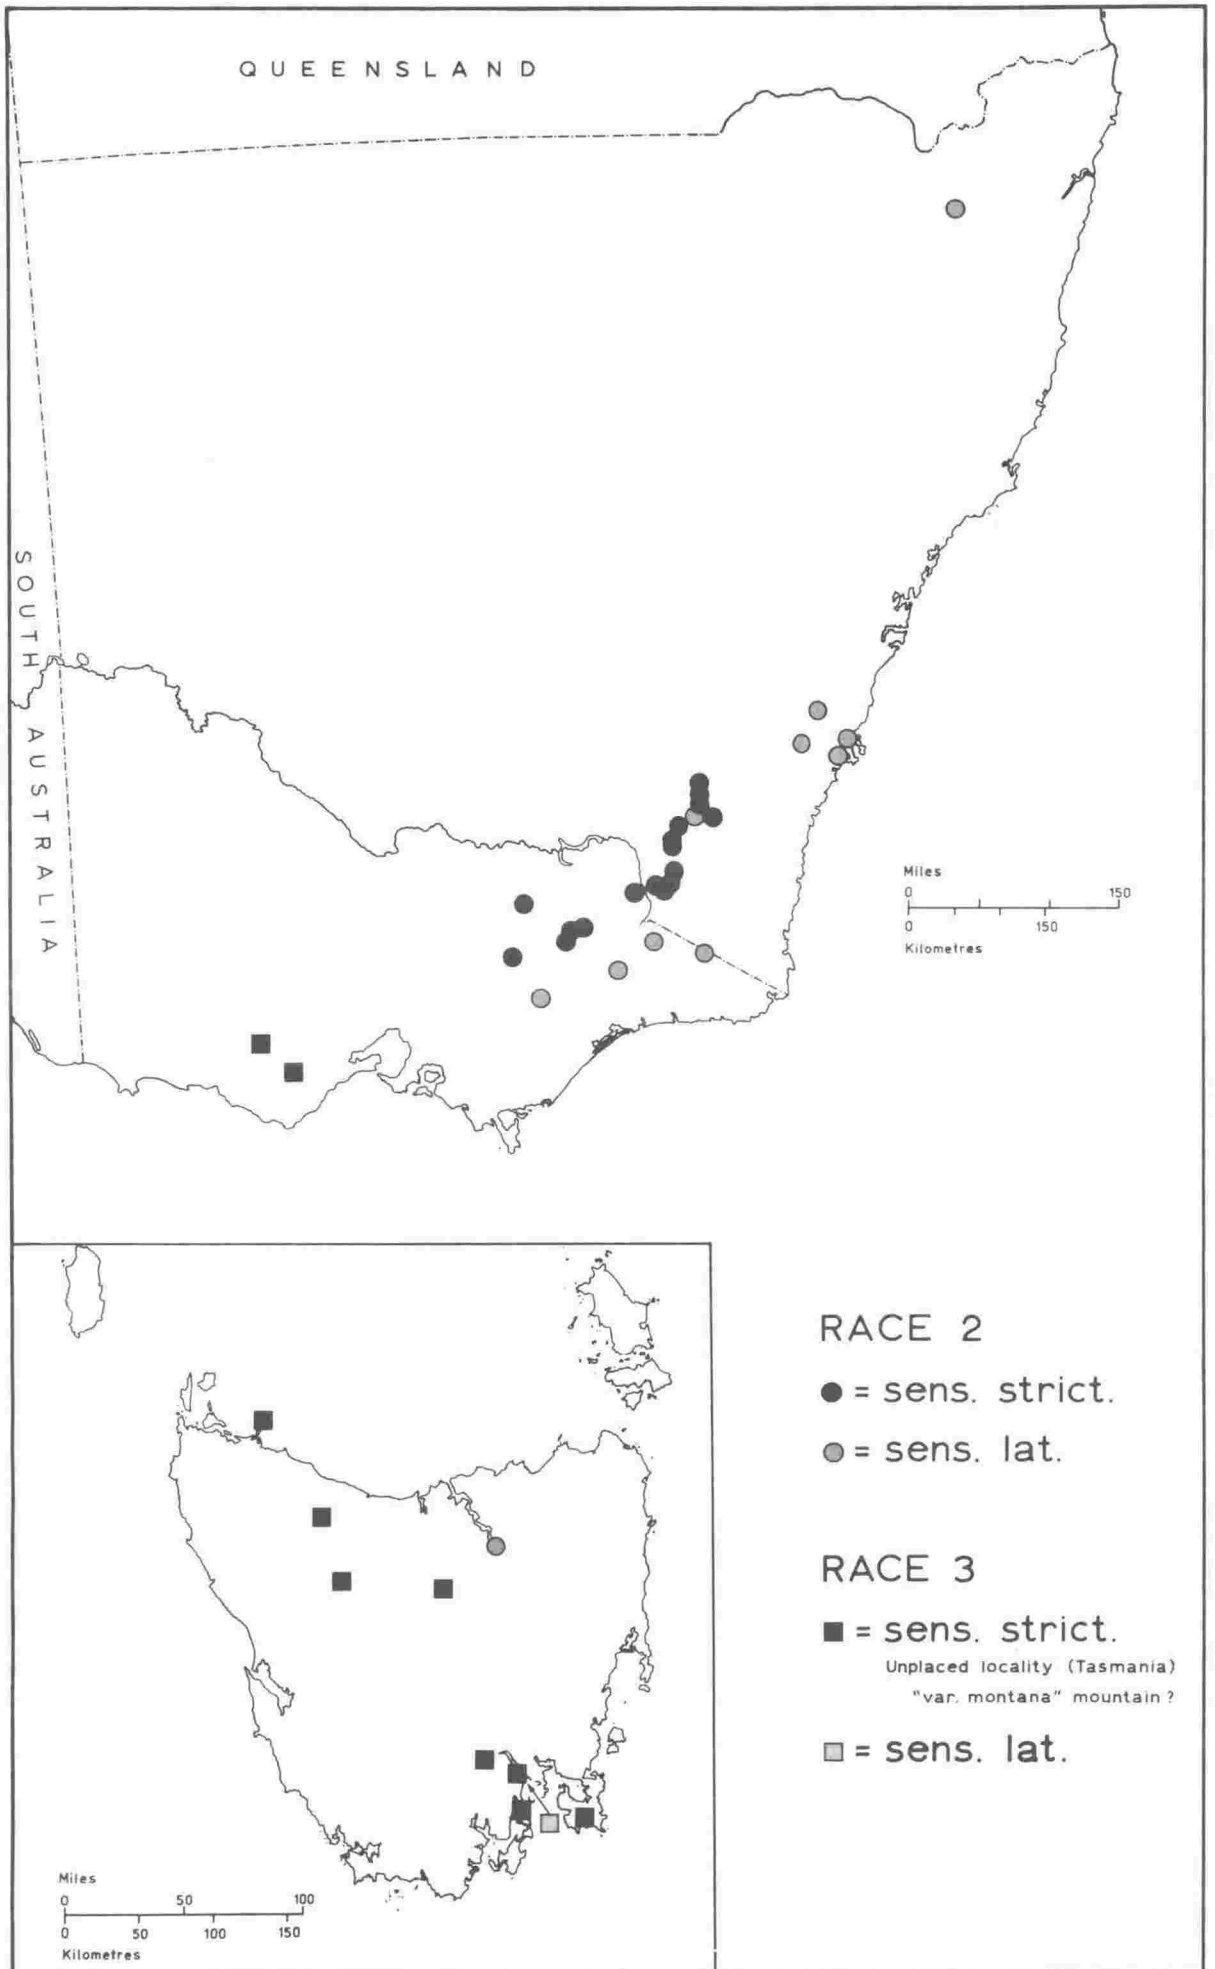 QUEENSLAND
SOUTH AUSTRALIA
Miles
0 150
0 150
Kilometres
RACE 2
= sens. strict.
= sens. lat.
RACE 3
= sens. strict.
Unplaced locality (Tasmania)
"var. montana" mountain ?
= sens. lat.
Miles
0 50 100
0 50 100 150
Kilometres